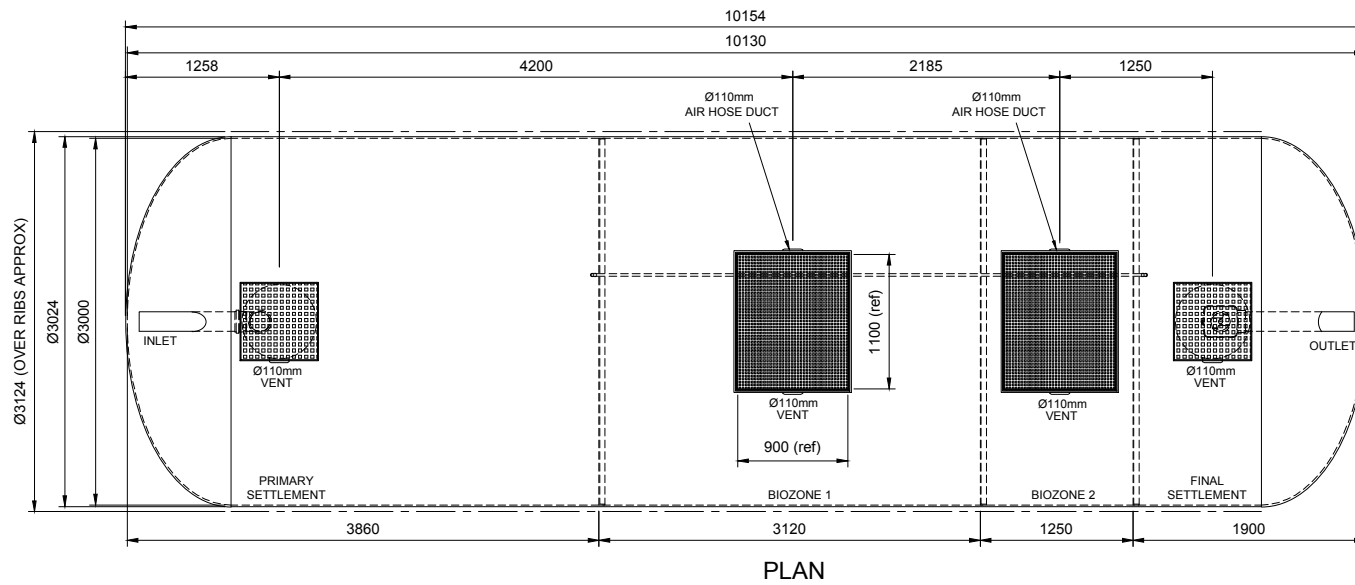 10154
10130
1258
4200
2185
1250
Ø110mm
AIR HOSE DUCT
Ø110mm
AIR HOSE DUCT
Ø3124 (OVER RIBS APPROX)
Ø3024
Ø3000
INLET
Ø110mm
VENT
1100 (ref)
Ø110mm
VENT
900 (ref)
Ø110mm
VENT
Ø110mm
VENT
OUTLET
PRIMARY
SETTLEMENT
BIOZONE 1
BIOZONE 2
FINAL
SETTLEMENT
3860
3120
1250
1900
PLAN